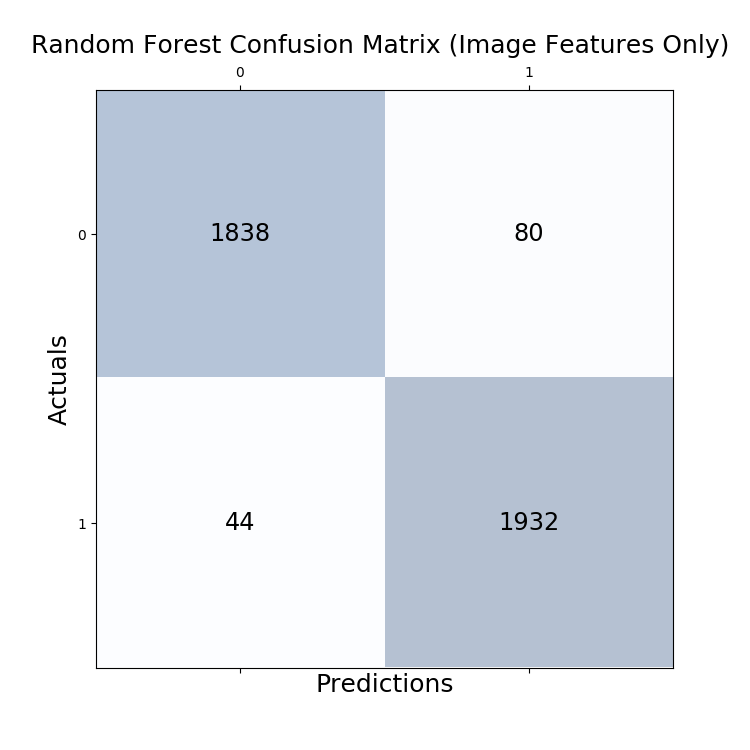 Random Forest Confusion Matrix (Image Features Only)
0 1
0 1838 80
Actuals
1 44 1932
Predictions